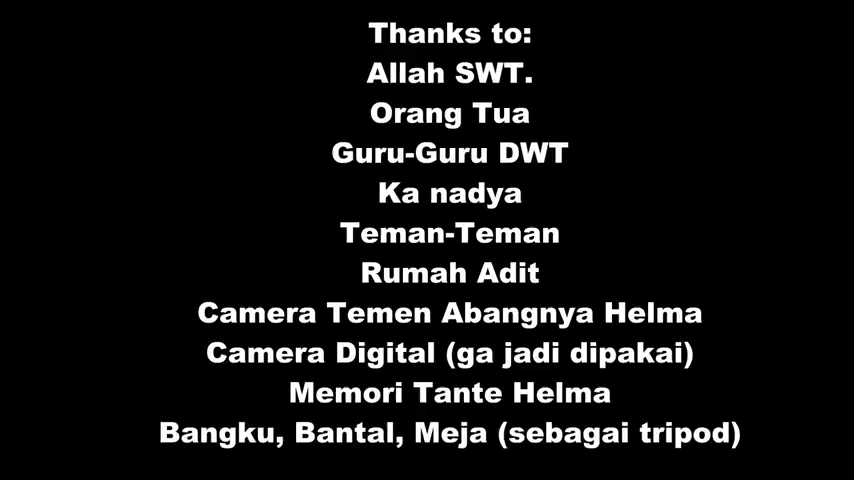 Thanks to:
Allah SWT.
Orang Tua
Guru-Guru DWT
Ka nadya
Teman-Teman
Rumah Adit
Camera Temen Abangnya Helma
Camera Digital (ga jadi dipakai)
Memori Tante Helma
Bangku, Bantal, Meja (sebagai tripod)